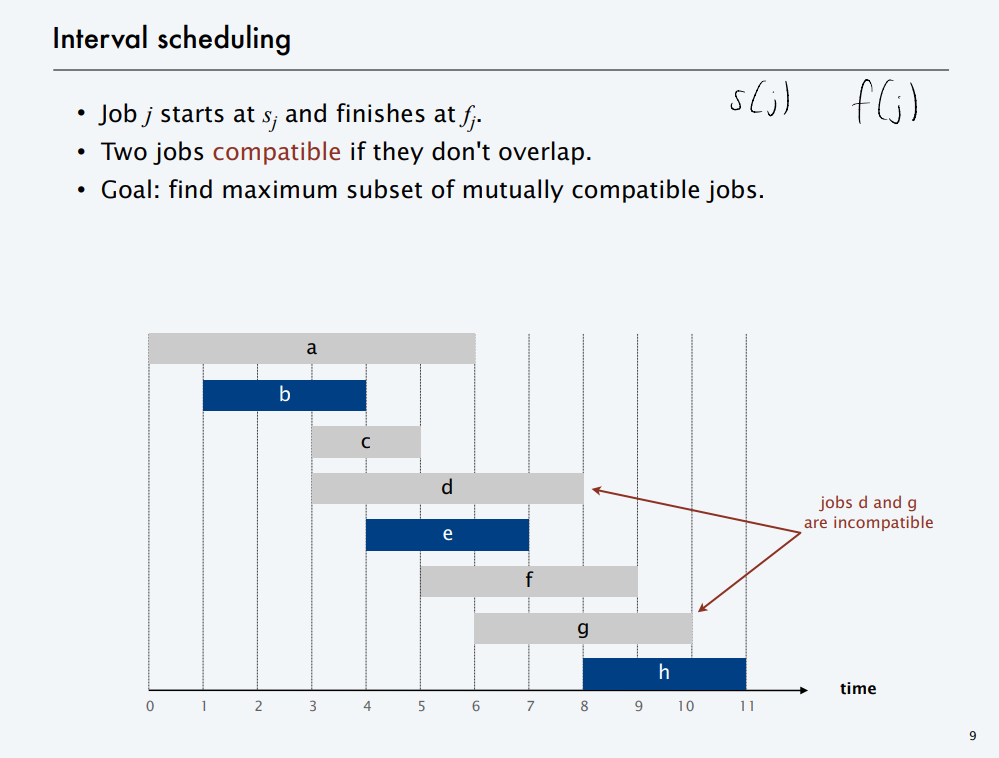 Interval scheduling
s(j) f(j)
• Job j starts at sj and finishes at fj.
• Two jobs compatible if they don't overlap.
• Goal: find maximum subset of mutually compatible jobs.
a
b
c
d
e
f
g
h
jobs d and g
are incompatible
time
0 1 2 3 4 5 6 7 8 9 10 11
9